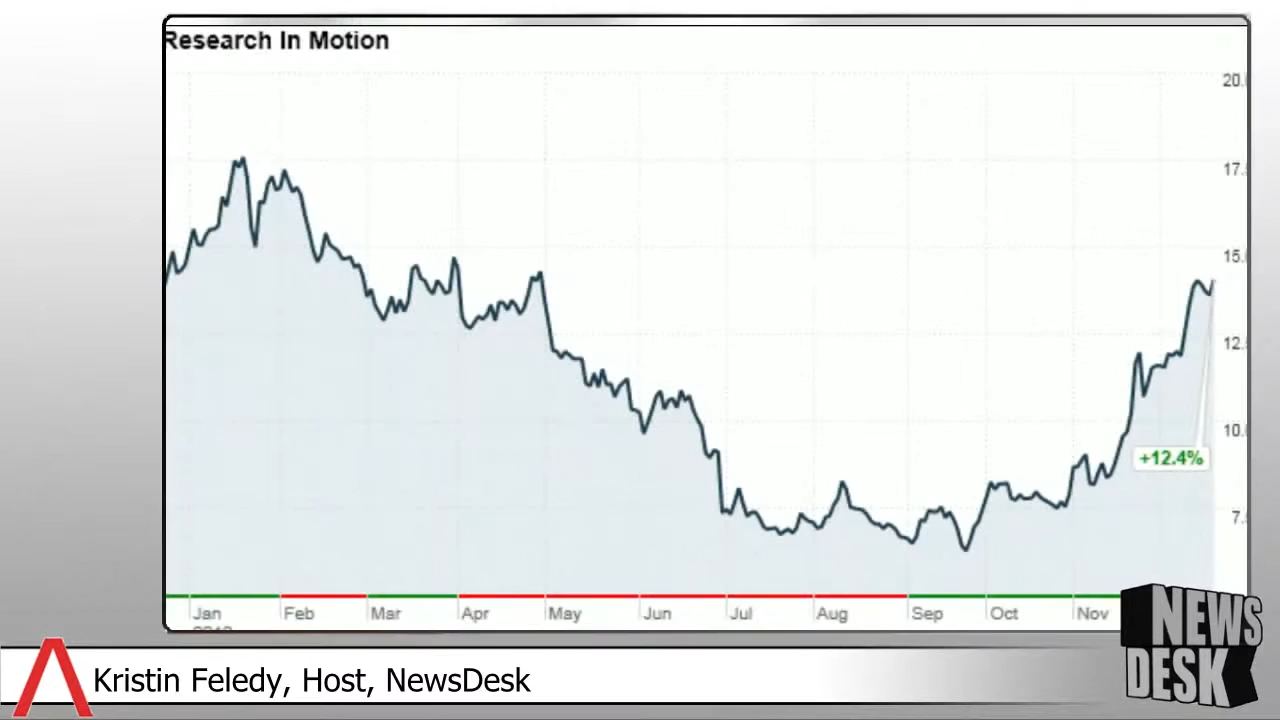 Research In Motion
20.
17.
15.
12.
10.
+12.4%
7.
Jan Feb Mar Apr May Jun Jul Aug Sep Oct Nov
Kristin Feledy, Host, NewsDesk
NEWS
DESK